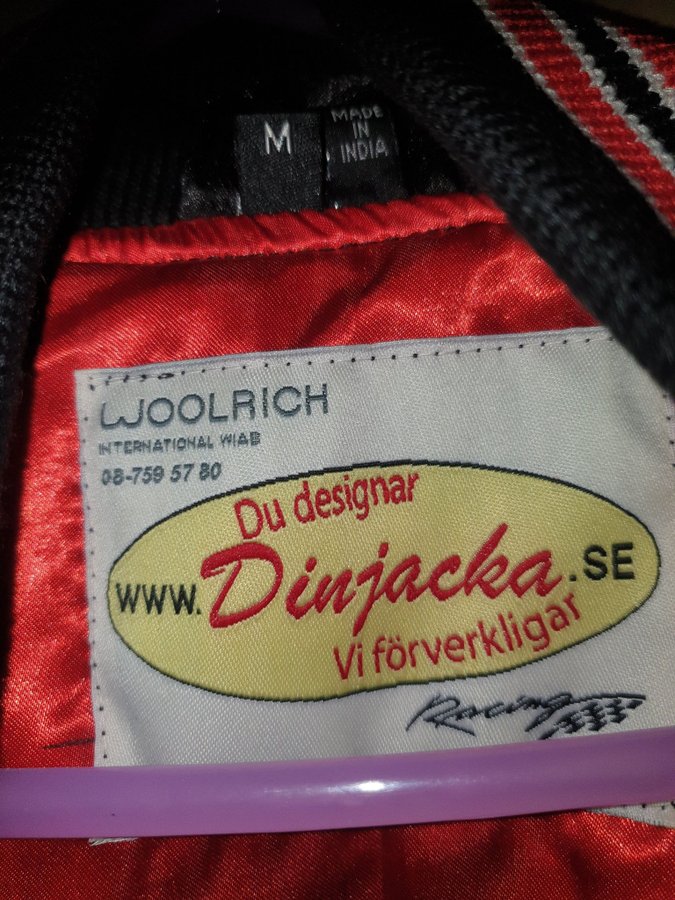 M
MADE
IN
INDIA
WOOLRICH
INTERNATIONAL WIAB
08-759 57 80
Du designar
www.Dinjacka.SE
Vi förverkligar
Racing